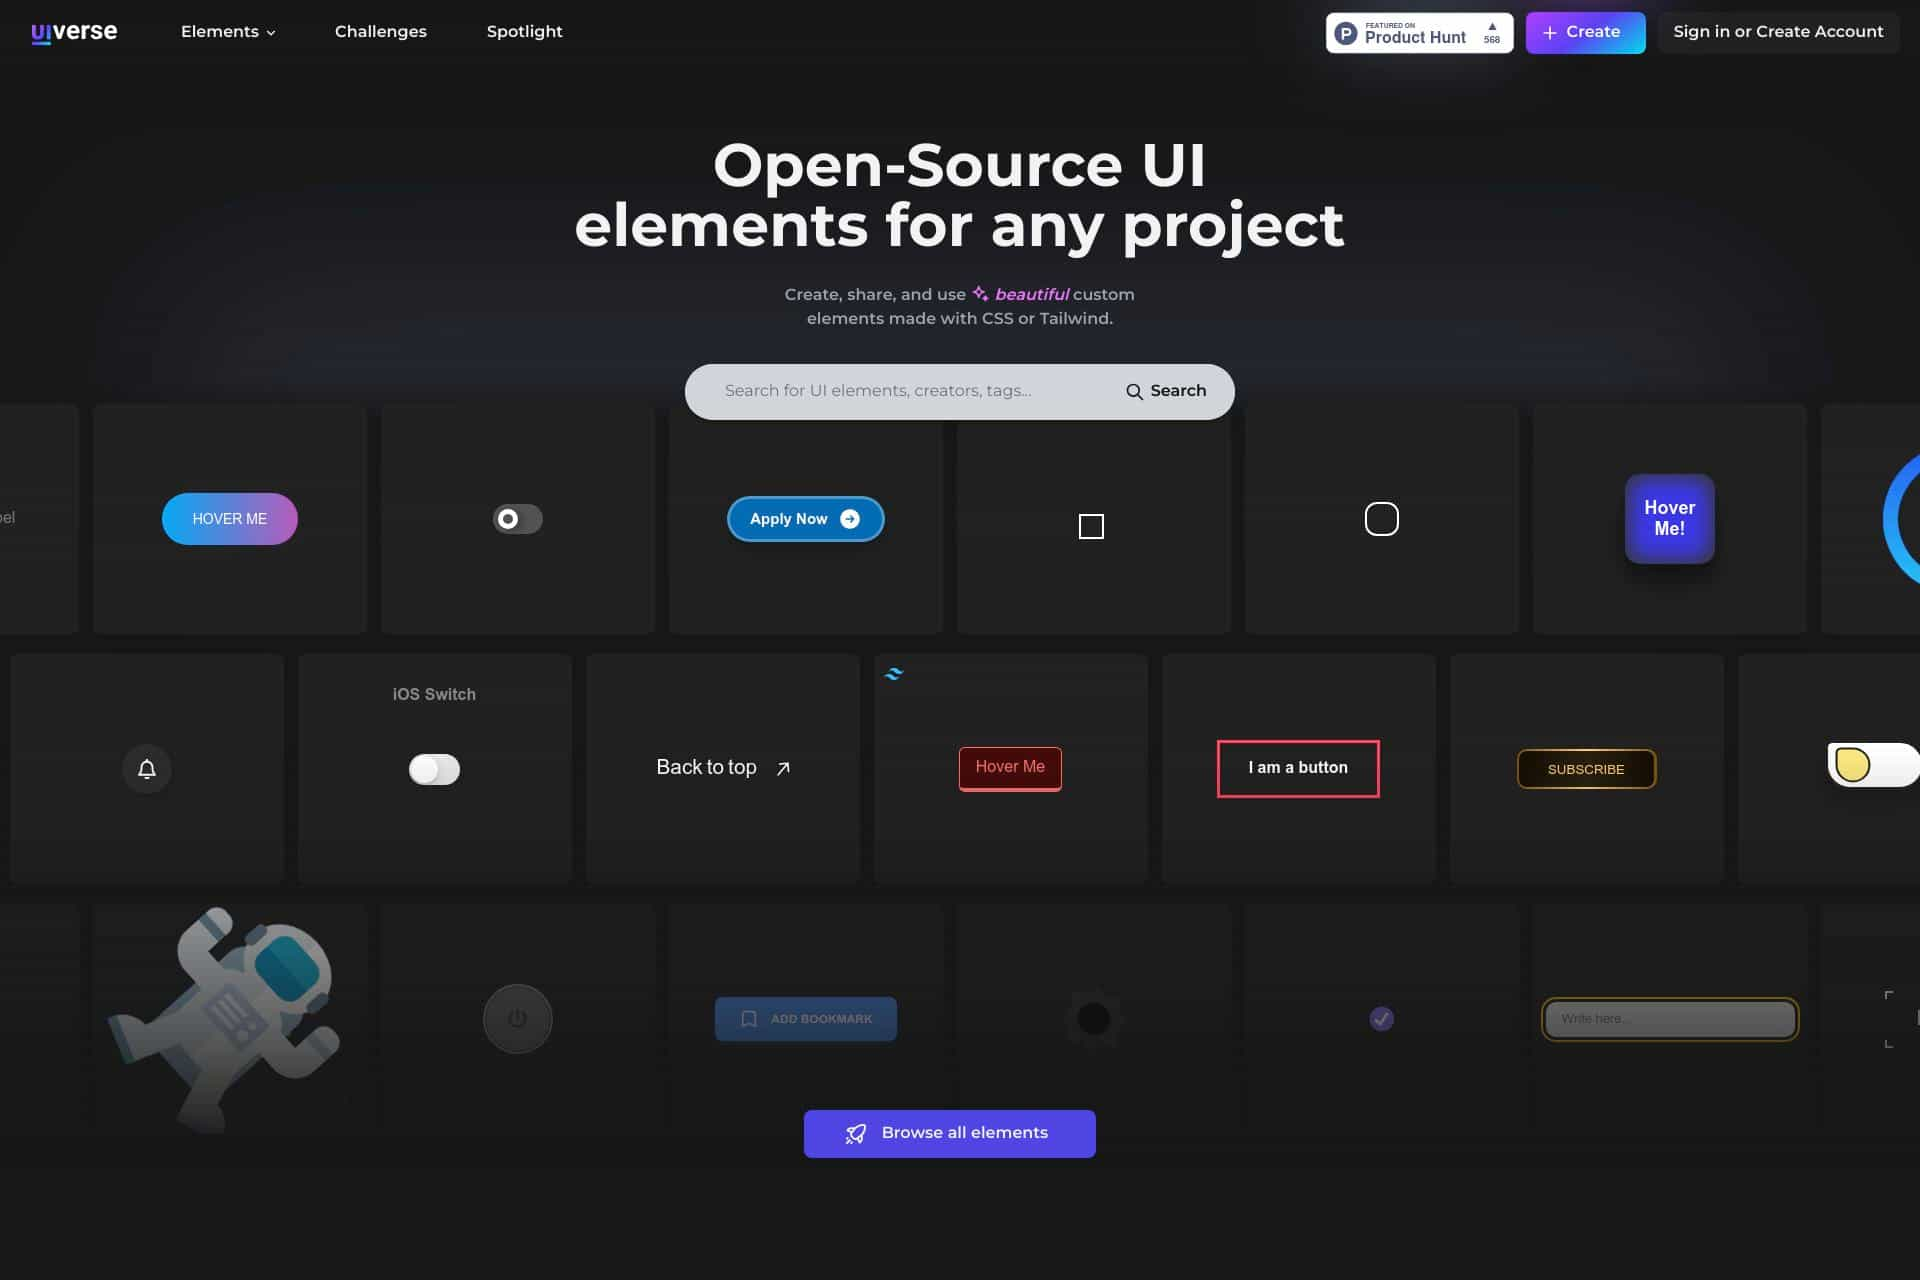 uiverse
Elements
Challenges
Spotlight
FEATURED ON
Product Hunt
568
Create
Sign in or Create Account
Open-Source UI
elements for any project
Create, share, and use beautiful custom
elements made with CSS or Tailwind.
Search for UI elements, creators, tags...
Search
HOVER ME
Apply Now
Hover
Me!
iOS Switch
Back to top
Hover Me
I am a button
SUBSCRIBE
ADD BOOKMARK
Write here...
Browse all elements